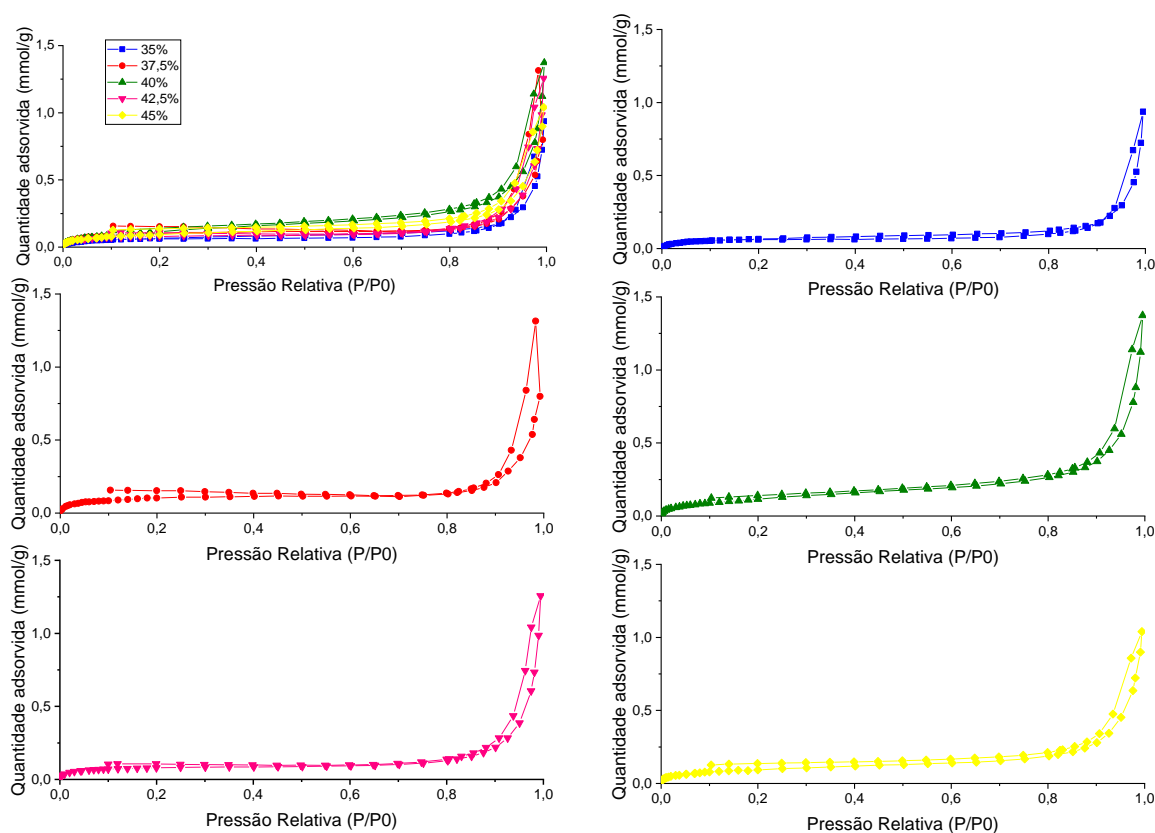 35%
37,5%
40%
42,5%
45%
Quantidade adsorvida (mmol/g)
1,5
1,0
0,5
0,0
0,0 0,2 0,4 0,6 0,8 1,0
Pressão Relativa (P/P0)
Quantidade adsorvida (mmol/g)
1,5
1,0
0,5
0,0
0,0 0,2 0,4 0,6 0,8 1,0
Pressão Relativa (P/P0)
Quantidade adsorvida (mmol/g)
1,5
1,0
0,5
0,0
0,0 0,2 0,4 0,6 0,8 1,0
Pressão Relativa (P/P0)
Quantidade adsorvida (mmol/g)
1,5
1,0
0,5
0,0
0,0 0,2 0,4 0,6 0,8 1,0
Pressão Relativa (P/P0)
Quantidade adsorvida (mmol/g)
1,5
1,0
0,5
0,0
0,0 0,2 0,4 0,6 0,8 1,0
Pressão Relativa (P/P0)
Quantidade adsorvida (mmol/g)
1,5
1,0
0,5
0,0
0,0 0,2 0,4 0,6 0,8 1,0
Pressão Relativa (P/P0)